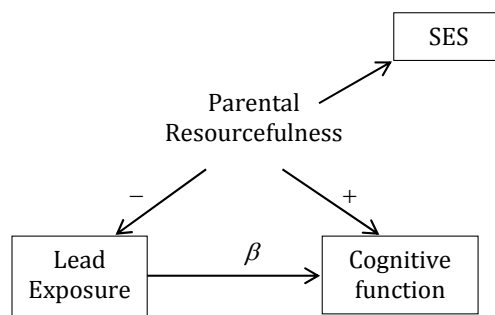 SES
Parental
Resourcefulness
− +
β
Lead
Exposure
Cognitive
function